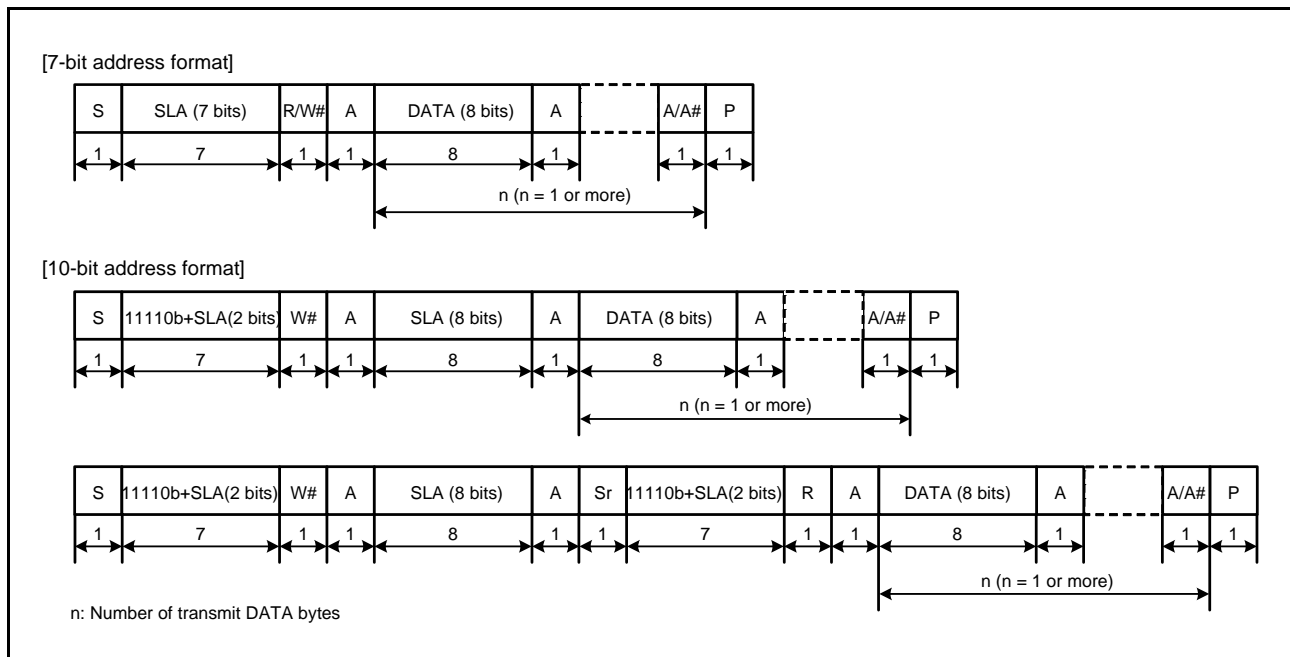 [7-bit address format]
S SLA (7 bits) R/W# A DATA (8 bits) A A/A# P
1 7 1 1 8 1 1 1
n (n = 1 or more)
[10-bit address format]
S 11110b+SLA(2 bits) W# A SLA (8 bits) A DATA (8 bits) A A/A# P
1 7 1 1 8 1 8 1 1 1
n (n = 1 or more)
S 11110b+SLA(2 bits) W# A SLA (8 bits) A Sr 11110b+SLA(2 bits) R A DATA (8 bits) A A/A# P
1 7 1 1 8 1 1 7 1 1 8 1 1 1
n (n = 1 or more)
n: Number of transmit DATA bytes